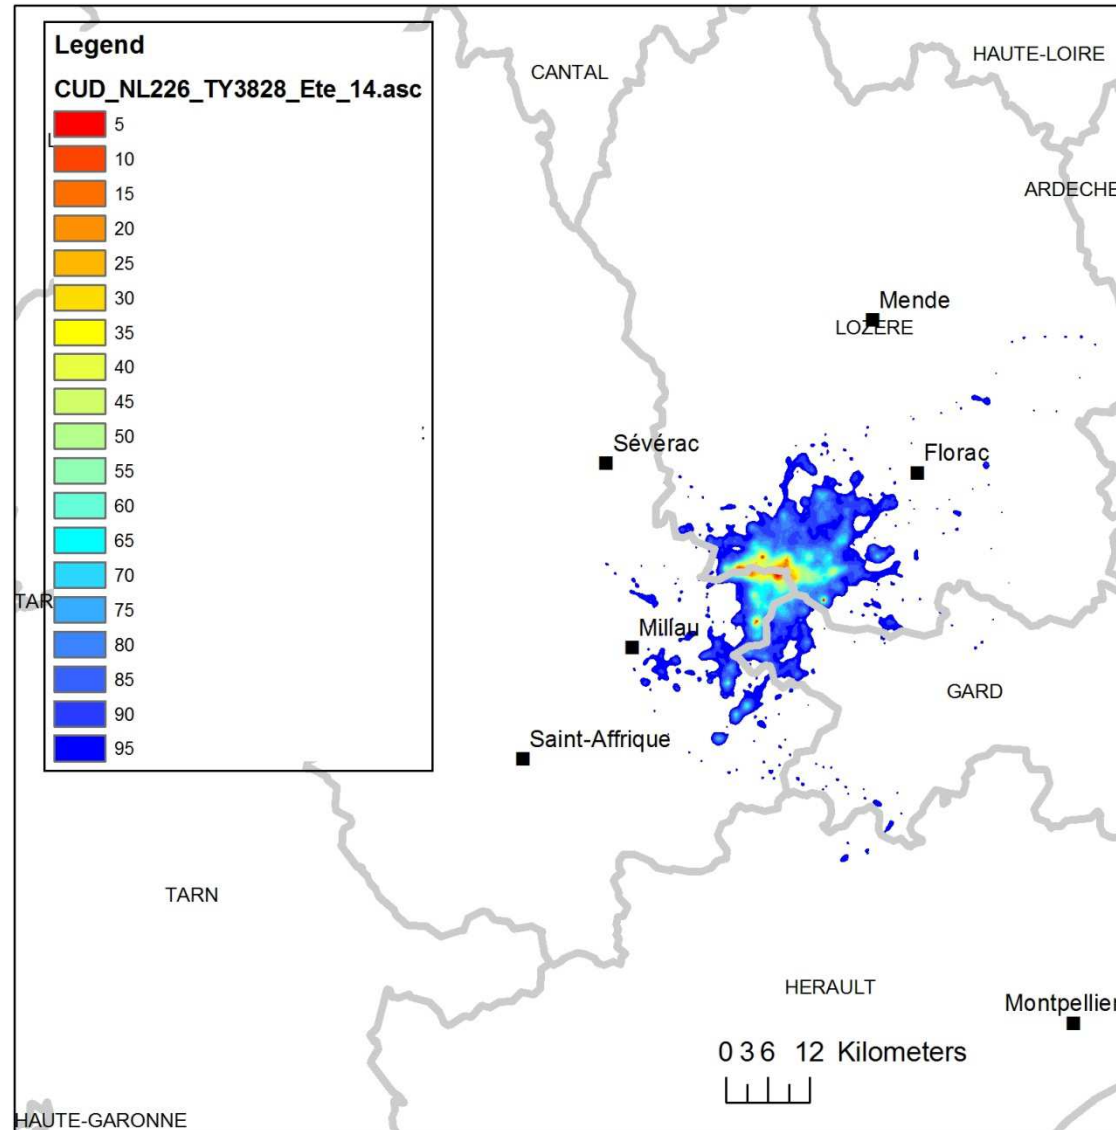 Legend
CUD_NL226_TY3828_Ete_14.asc
5
10
15
20
25
30
35
40
45
50
55
60
65
70
75
80
85
90
95
CANTAL
HAUTE-LOIRE
ARDECHE
Mende
LOZERE
Sévérac
Florac
TAR
Millau
GARD
Saint-Affrique
TARN
HERAULT
Montpellier
0 3 6 12 Kilometers
HAUTE-GARONNE